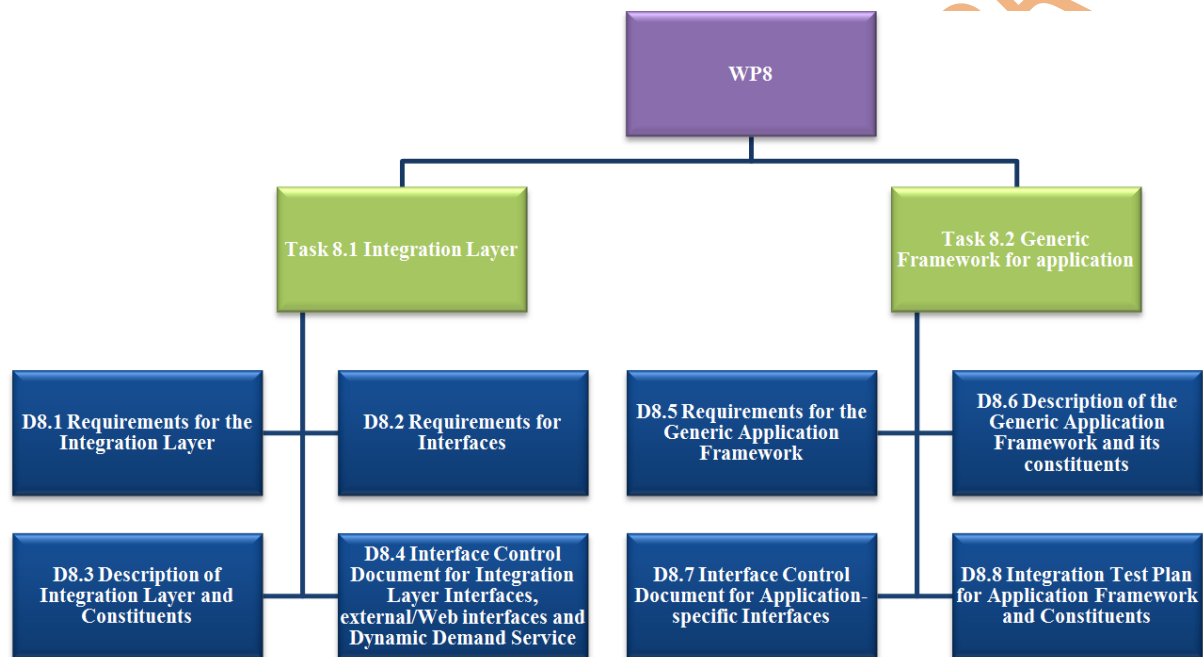 WP8
Task 8.1 Integration Layer
Task 8.2 Generic
Framework for application
D8.1 Requirements for the
Integration Layer
D8.2 Requirements for
Interfaces
D8.5 Requirements for the
Generic Application
Framework
D8.6 Description of the
Generic Application
Framework and its
constituents
D8.3 Description of
Integration Layer and
Constituents
D8.4 Interface Control
Document for Integration
Layer Interfaces,
external/Web interfaces and
Dynamic Demand Service
D8.7 Interface Control
Document for Application-
specific Interfaces
D8.8 Integration Test Plan
for Application Framework
and Constituents